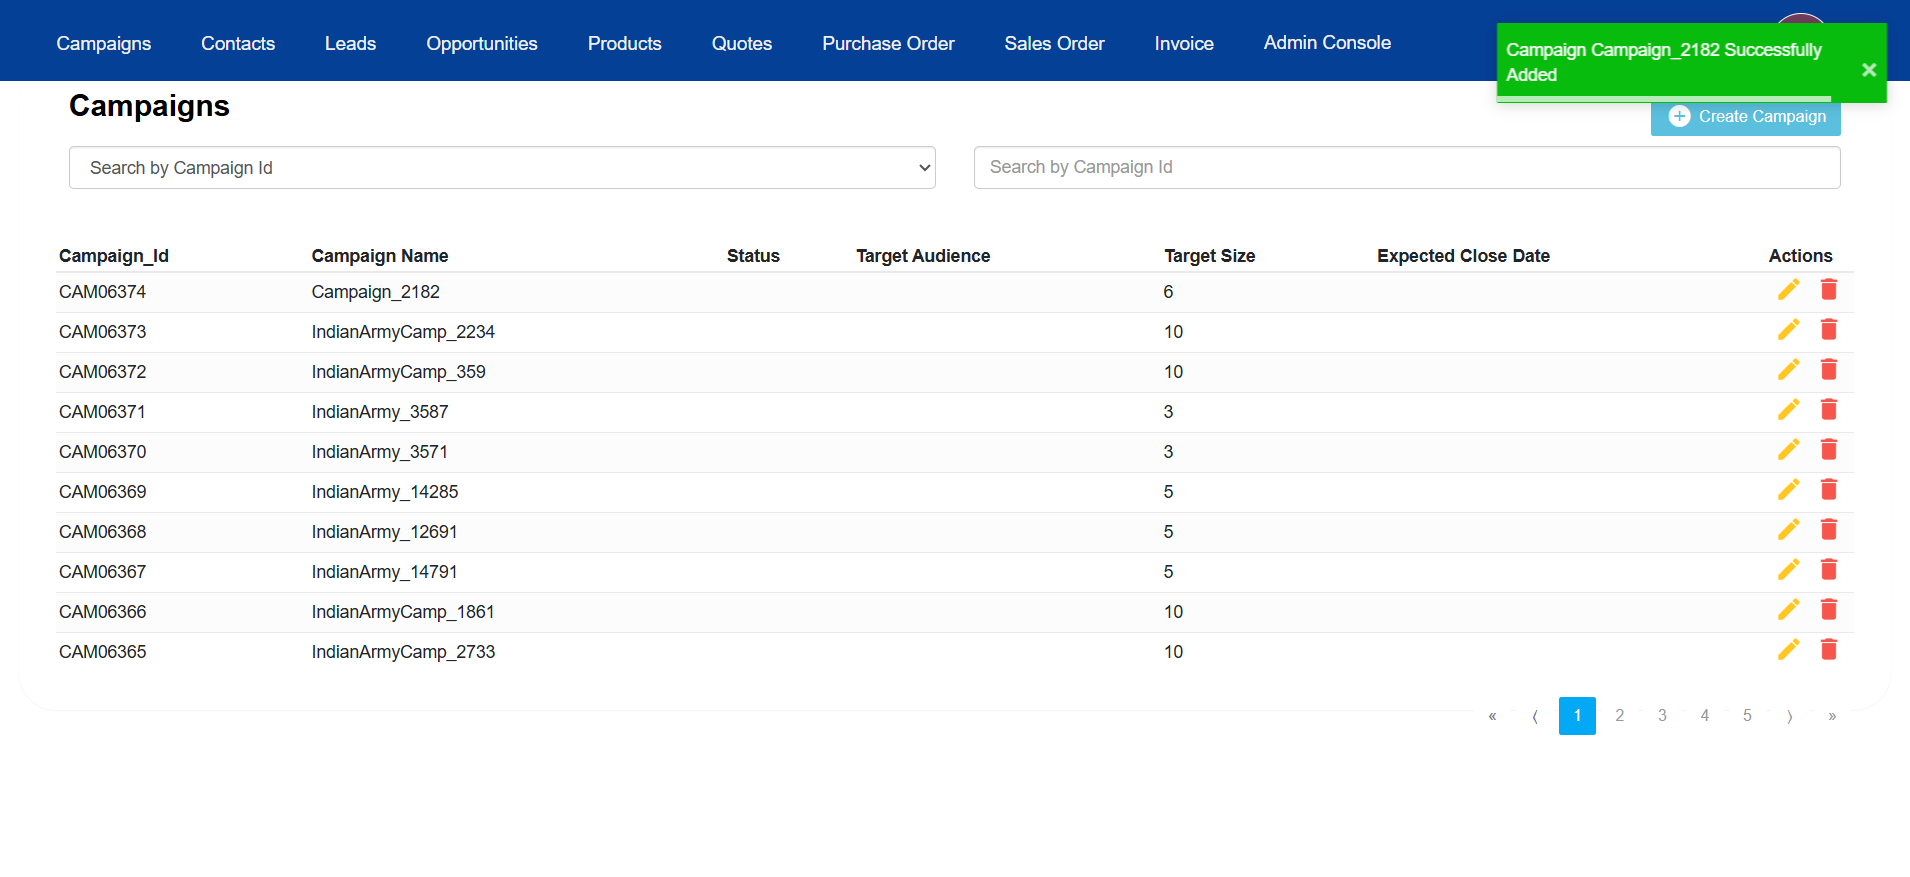 Campaigns Contacts Leads Opportunities Products Quotes Purchase Order Sales Order Invoice Admin Console
Campaign Campaign_2182 Successfully
Added
×
Campaigns
Create Campaign
Search by Campaign Id
Search by Campaign Id
Campaign_Id Campaign Name Status Target Audience Target Size Expected Close Date Actions
CAM06374 Campaign_2182 6
CAM06373 IndianArmyCamp_2234 10
CAM06372 IndianArmyCamp_359 10
CAM06371 IndianArmy_3587 3
CAM06370 IndianArmy_3571 3
CAM06369 IndianArmy_14285 5
CAM06368 IndianArmy_12691 5
CAM06367 IndianArmy_14791 5
CAM06366 IndianArmyCamp_1861 10
CAM06365 IndianArmyCamp_2733 10
« ⟨ 1 2 3 4 5 ⟩ »